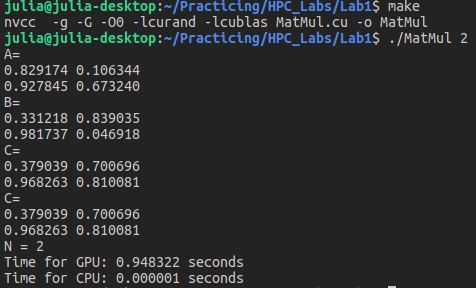 julia@julia-desktop:~/Practicing/HPC_Labs/Lab1$ make
nvcc  -g -G -O0 -lcurand -lcublas MatMul.cu -o MatMul
julia@julia-desktop:~/Practicing/HPC_Labs/Lab1$ ./MatMul 2
A=
0.829174 0.106344
0.927845 0.673240
B=
0.331218 0.839035
0.981737 0.046918
C=
0.379039 0.700696
0.968263 0.810081
C=
0.379039 0.700696
0.968263 0.810081
N = 2
Time for GPU: 0.948322 seconds
Time for CPU: 0.000001 seconds